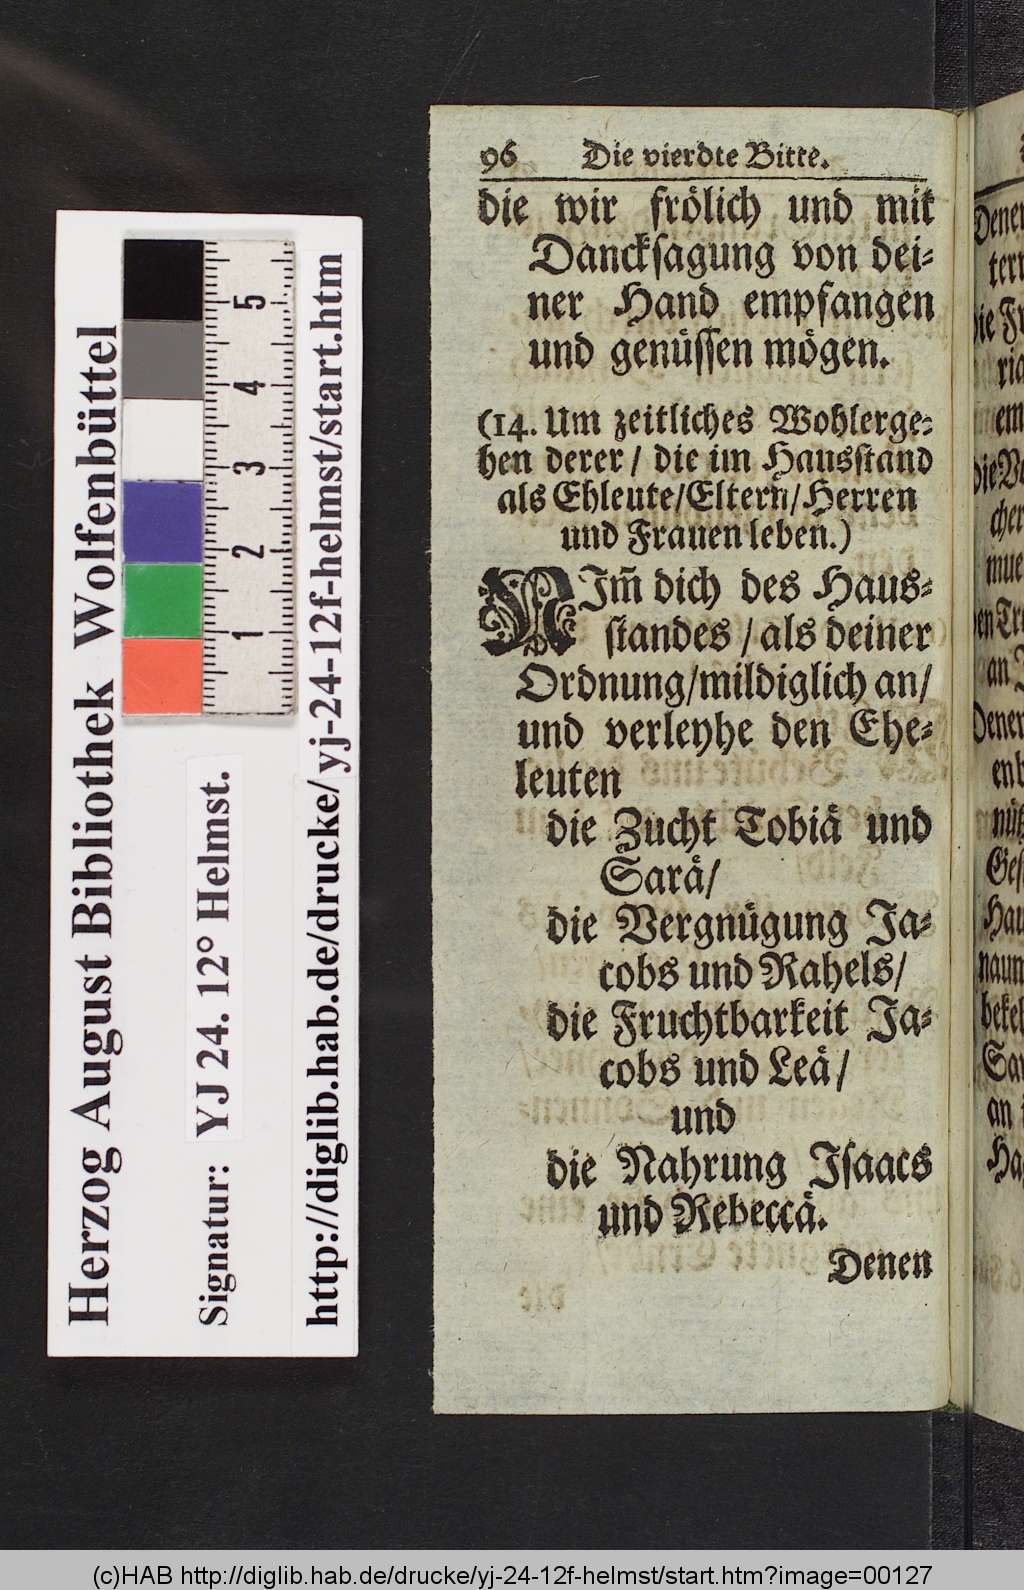 Herzog August Bibliothek Wolfenbüttel
Signatur: YJ 24. 12° Helmst.
http://diglib.hab.de/drucke/yj-24-12f-helmst/start.htm
1 2 3 4 5
96 Die vierdte Bitte.
die wir frölich und mit
Danckſagung von dei⸗
ner Hand empfangen
und genüſſen mögen.
(14. Um zeitliches Wohlerge⸗
hen derer / die im Hausſtand
als Ehleute/Eltern/Herren
und Frauen leben.)
NIm̃ dich des Haus⸗
ſtandes / als deiner
Ordnung/mildiglich an/
und verleyhe den Ehe⸗
leuten
die Zucht Tobiä und
Sarä/
die Vergnügung Ja⸗
cobs und Rahels/
die Fruchtbarkeit Ja⸗
cobs und Leä/
und
die Nahrung Iſaacs
und Rebeccä.
Denen
(c)HAB http://diglib.hab.de/drucke/yj-24-12f-helmst/start.htm?image=00127